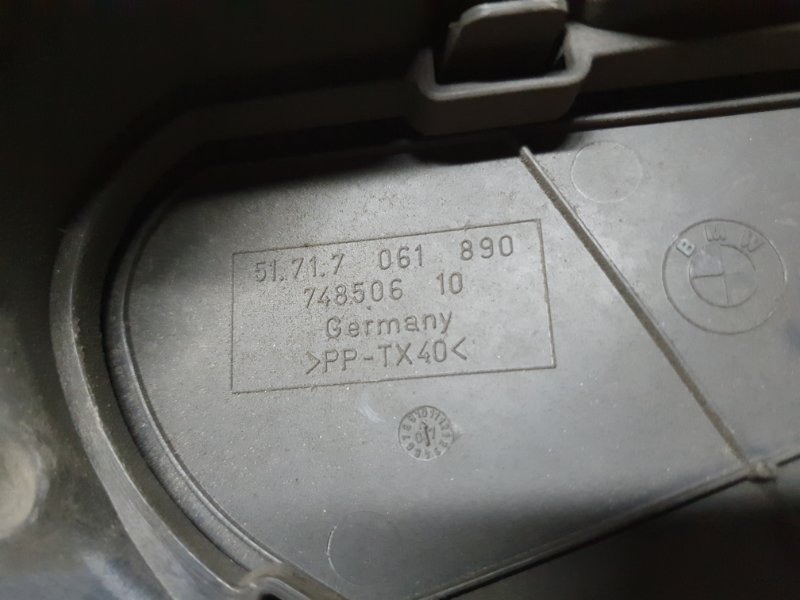 51.71.7 061 890
748506 10
Germany
>PP-TX40<
BMW